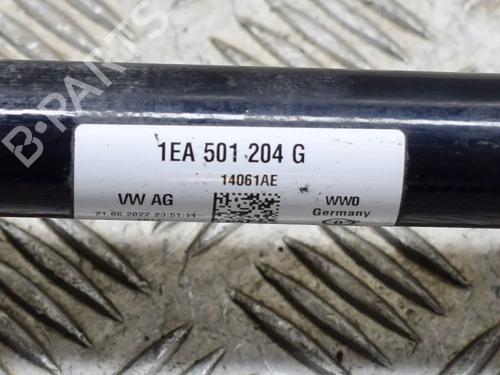 B-PARTS
1EA 501 204 G
14061AE
VW AG
WW0
21 06 2022 23:51:14
Germany